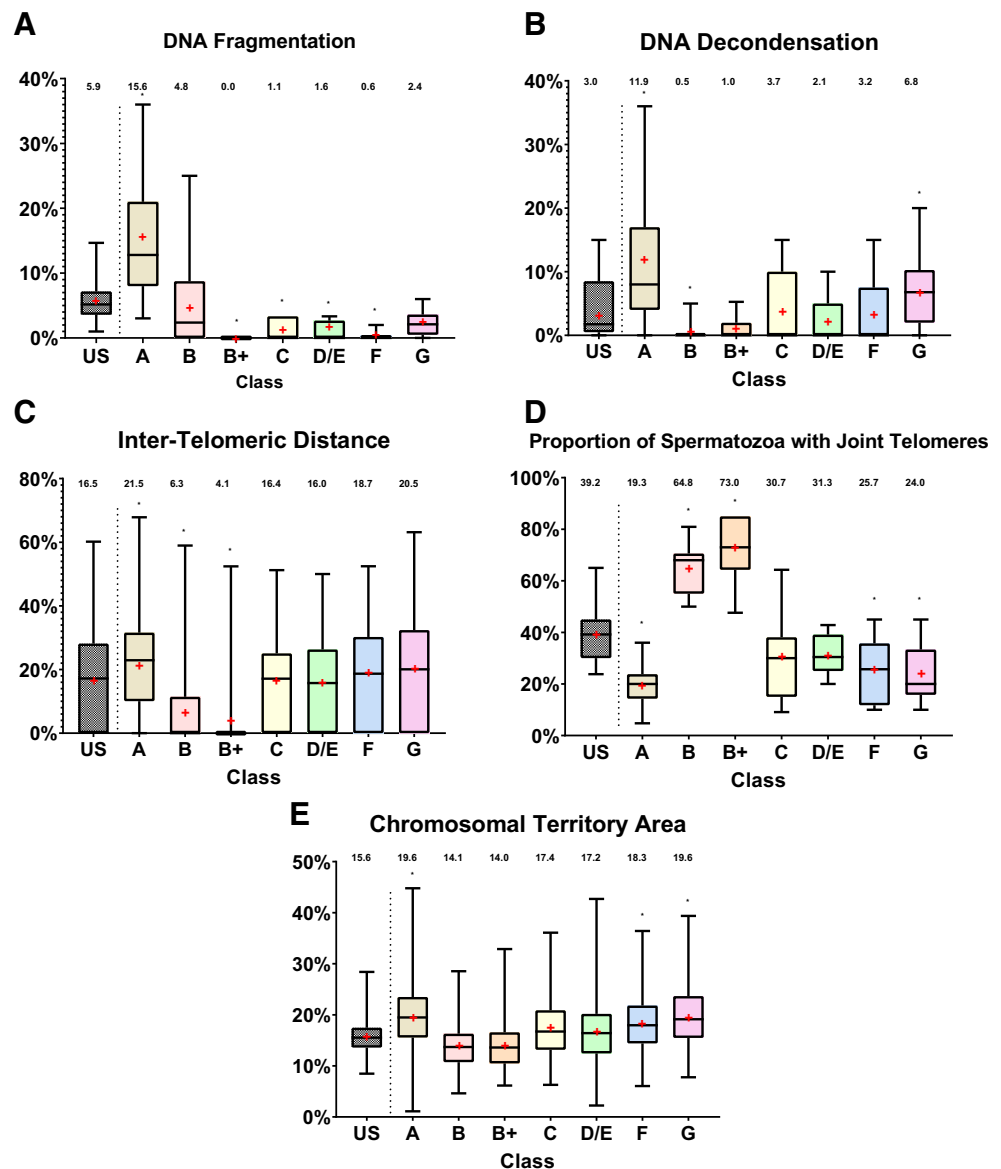 A
DNA Fragmentation
5.9 15.6 4.8 0.0 1.1 1.6 0.6 2.4
40%
*
30%
20%
10%
* * * *
0%
US A B B+ C D/E F G
Class
B
DNA Decondensation
3.0 11.9 0.5 1.0 3.7 2.1 3.2 6.8
40%
*
30%
20%
* *
10%
0%
US A B B+ C D/E F G
Class
C
Inter-Telomeric Distance
80%
16.5 21.5 6.3 4.1 16.4 16.0 18.7 20.5
* * *
60%
40%
20%
0%
US A B B+ C D/E F G
Class
D
Proportion of Spermatozoa with Joint Telomeres
100%
39.2 19.3 64.8 73.0 30.7 31.3 25.7 24.0
* * * * *
80%
60%
40%
20%
0%
US A B B+ C D/E F G
Class
E
Chromosomal Territory Area
15.6 19.6 14.1 14.0 17.4 17.2 18.3 19.6
50%
* * *
40%
30%
20%
10%
0%
US A B B+ C D/E F G
Class